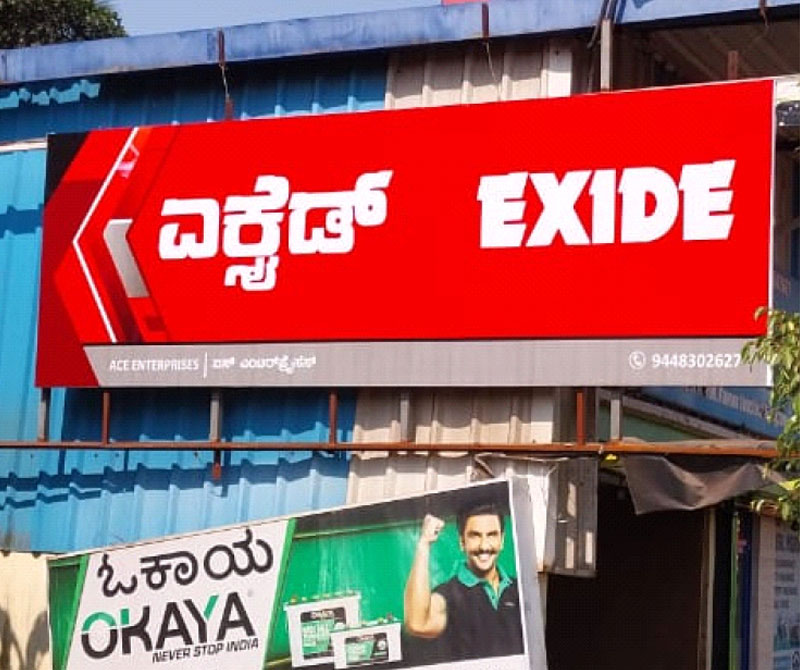 ಎಕ್ಸೈಡ್ EXIDE
ACE ENTERPRISES | ಏಸ್ ಎಂಟರ್‌ಪ್ರೈಸಸ್ 9448302627
ಓಕಾಯ
OKAYA
NEVER STOP INDIA